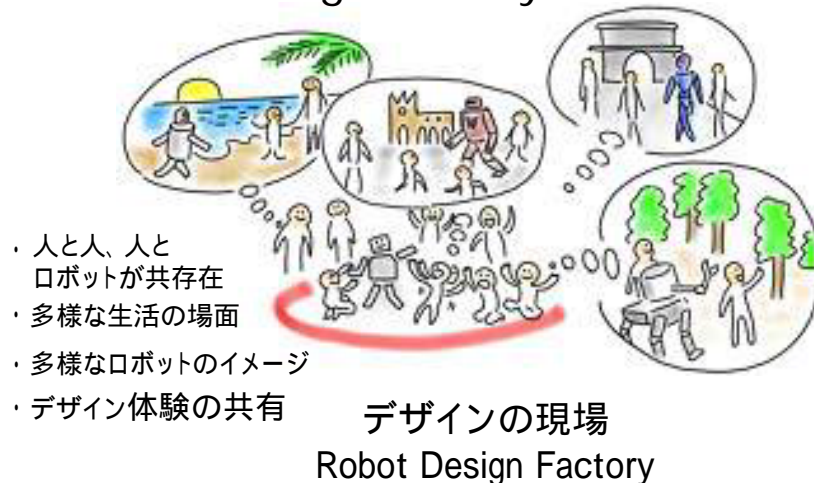 ・人と人、人と
ロボットが共存在
・多様な生活の場面
・多様なロボットのイメージ
・デザイン体験の共有
デザインの現場
Robot Design Factory